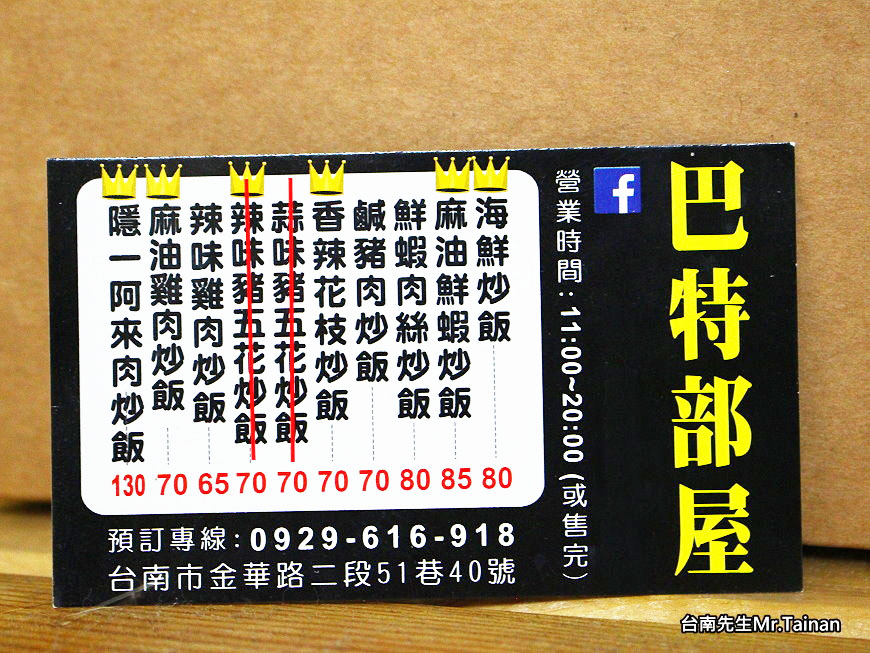 巴特部屋
f
營業時間:11:00~20:00(或售完)
海鮮炒飯 80
麻油鮮蝦炒飯 85
鮮蝦肉絲炒飯 80
鹹豬肉炒飯 70
香辣花枝炒飯 70
蒜味豬五花炒飯 70
辣味豬五花炒飯 70
辣味雞肉炒飯 65
麻油雞肉炒飯 70
隱一阿來肉炒飯 130
預訂專線:0929-616-918
台南市金華路二段51巷40號
台南先生Mr.Tainan